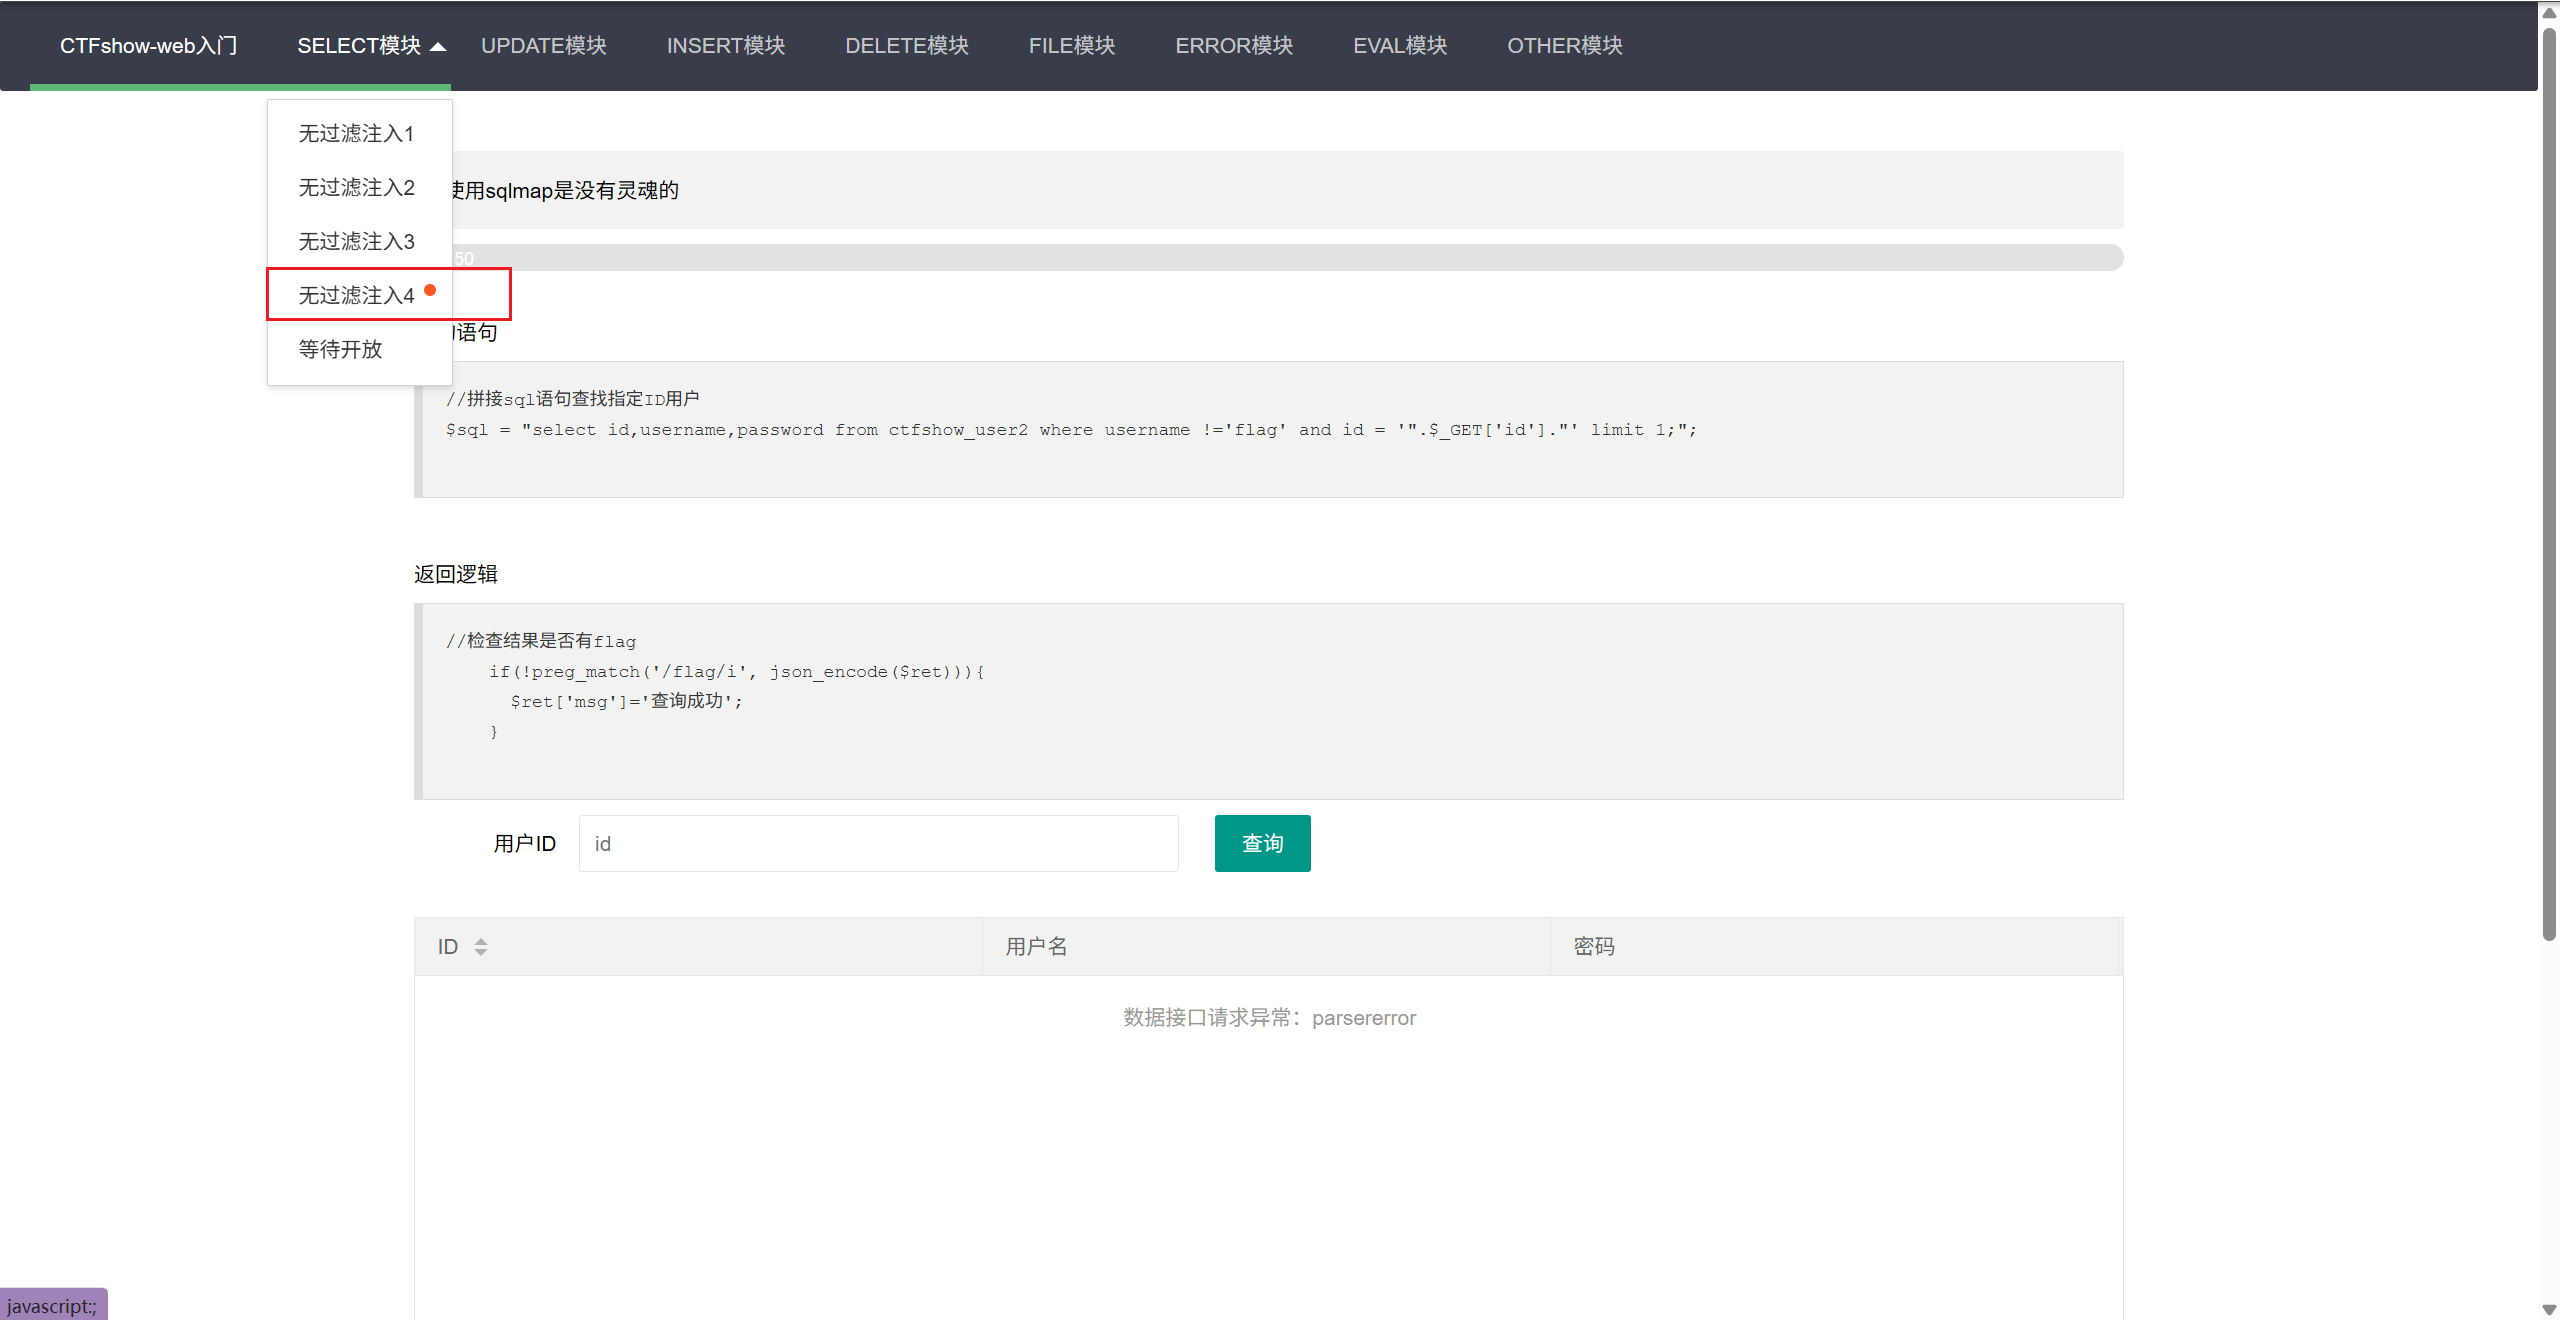 CTFshow-web入门 SELECT模块 UPDATE模块 INSERT模块 DELETE模块 FILE模块 ERROR模块 EVAL模块 OTHER模块
无过滤注入1
无过滤注入2
无过滤注入3
无过滤注入4
等待开放
使用sqlmap是没有灵魂的
50
语句
//拼接sql语句查找指定ID用户
$sql = "select id,username,password from ctfshow_user2 where username !='flag' and id = '".$_GET['id']."' limit 1;";
返回逻辑
//检查结果是否有flag
if(!preg_match('/flag/i', json_encode($ret))){
$ret['msg']='查询成功';
}
用户ID id 查询
ID 用户名 密码
数据接口请求异常：parsererror
javascript:;